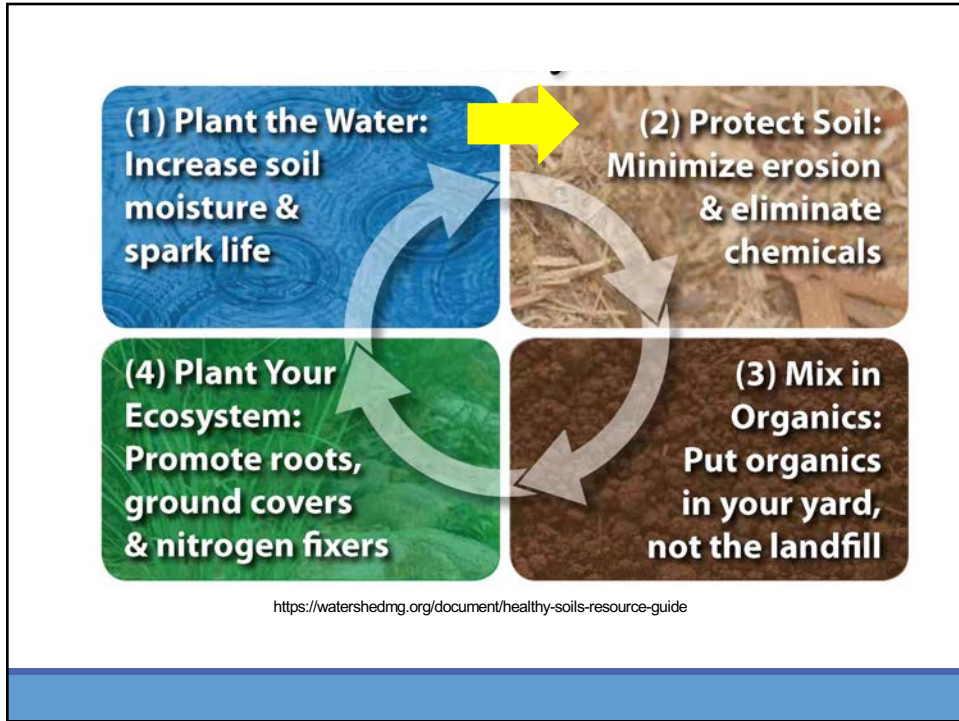 (1) Plant the Water:
Increase soil
moisture &
spark life
(2) Protect Soil:
Minimize erosion
& eliminate
chemicals
(4) Plant Your
Ecosystem:
Promote roots,
ground covers
& nitrogen fixers
(3) Mix in
Organics:
Put organics
in your yard,
not the landfill
https://watershedmg.org/document/healthy-soils-resource-guide